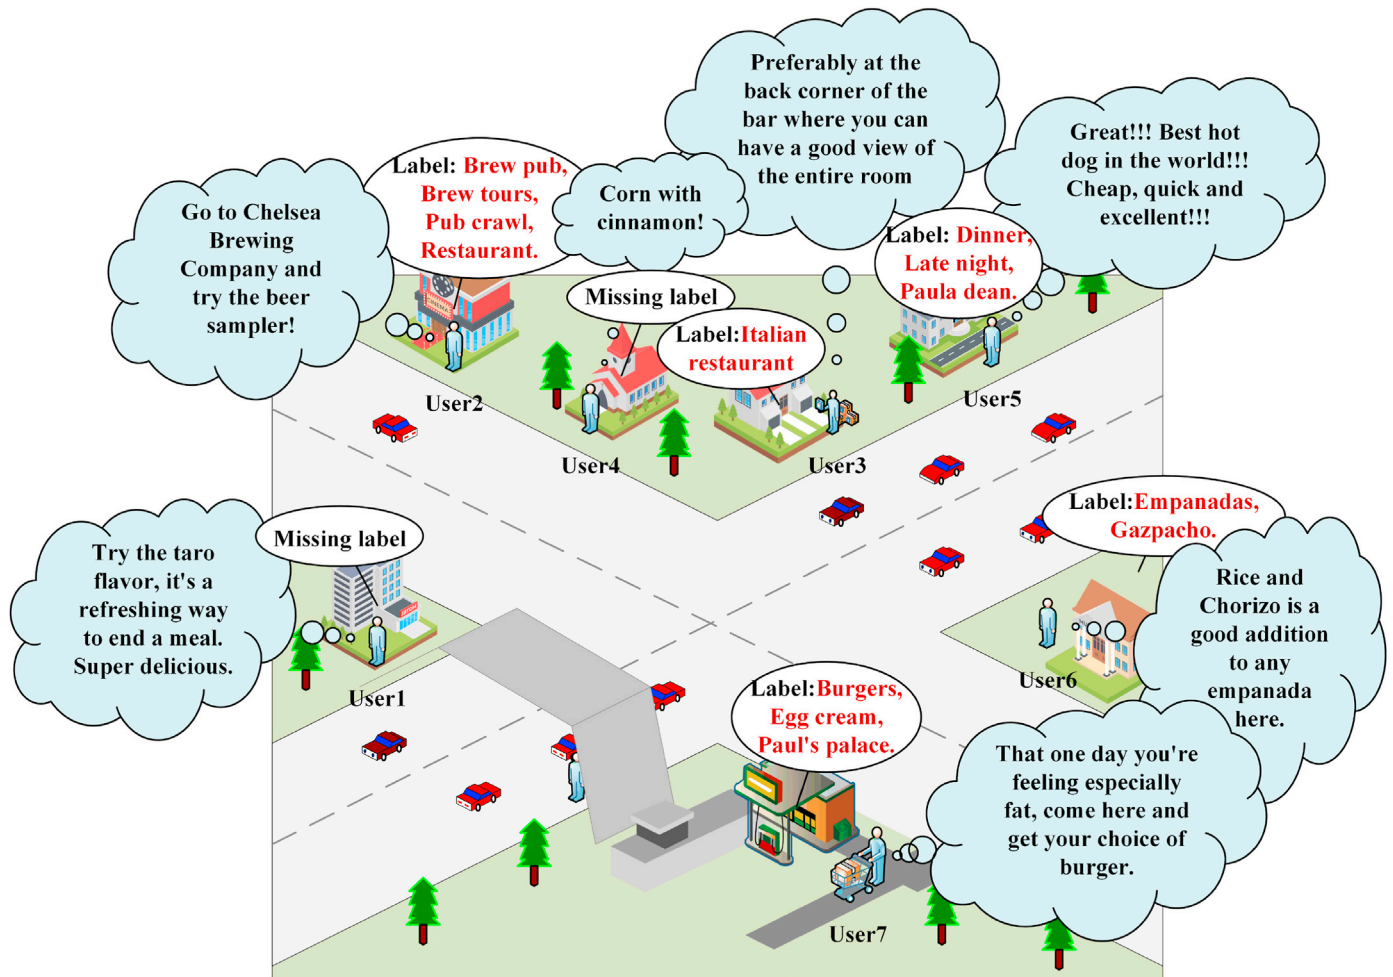 Preferably at the
back corner of the
bar where you can
have a good view of
the entire room
Great!!! Best hot
dog in the world!!!
Cheap, quick and
excellent!!!
Label: Brew pub,
Brew tours,
Pub crawl,
Restaurant.
Corn with
cinnamon!
Go to Chelsea
Brewing
Company and
try the beer
sampler!
Label: Dinner,
Late night,
Paula dean.
Missing label
Label:Italian
restaurant
CINEMA
User2
User4
User3
User5
Label:Empanadas,
Gazpacho.
Missing label
Try the taro
flavor, it's a
refreshing way
to end a meal.
Super delicious.
User1
Rice and
Chorizo is a
good addition
to any
empanada
here.
User6
Label:Burgers,
Egg cream,
Paul's palace.
That one day you're
feeling especially
fat, come here and
get your choice of
burger.
User7